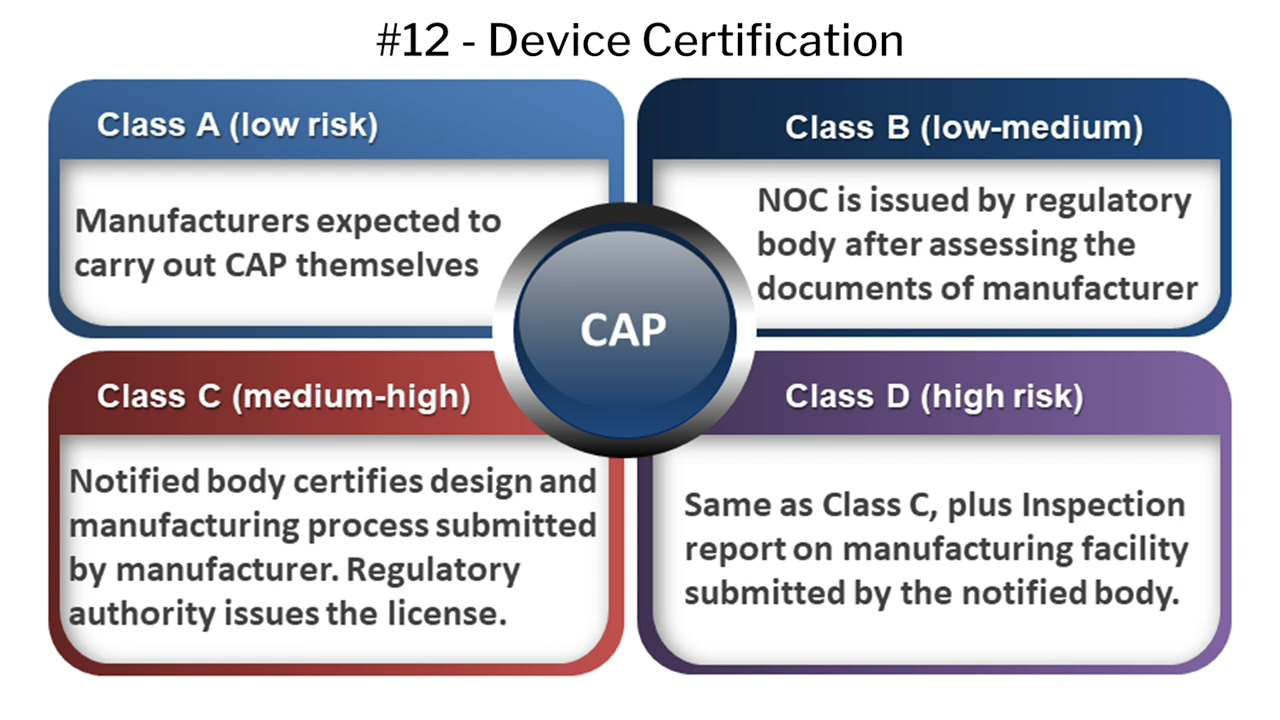 #12 - Device Certification
Class A (low risk)
Manufacturers expected to
carry out CAP themselves
Class B (low-medium)
NOC is issued by regulatory
body after assessing the
documents of manufacturer
CAP
Class C (medium-high)
Notified body certifies design and
manufacturing process submitted
by manufacturer. Regulatory
authority issues the license.
Class D (high risk)
Same as Class C, plus Inspection
report on manufacturing facility
submitted by the notified body.